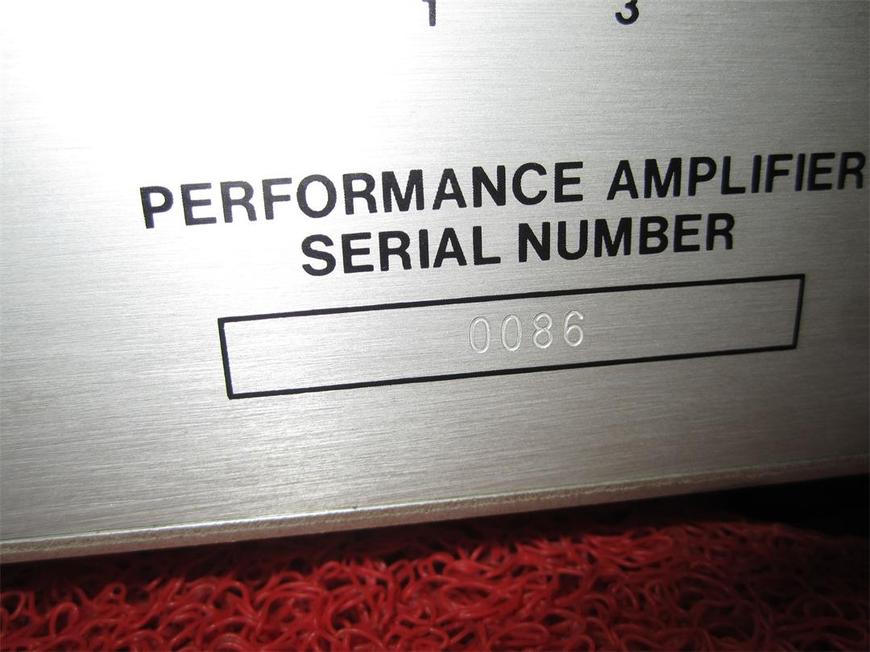 1 3
PERFORMANCE AMPLIFIER
SERIAL NUMBER
0086